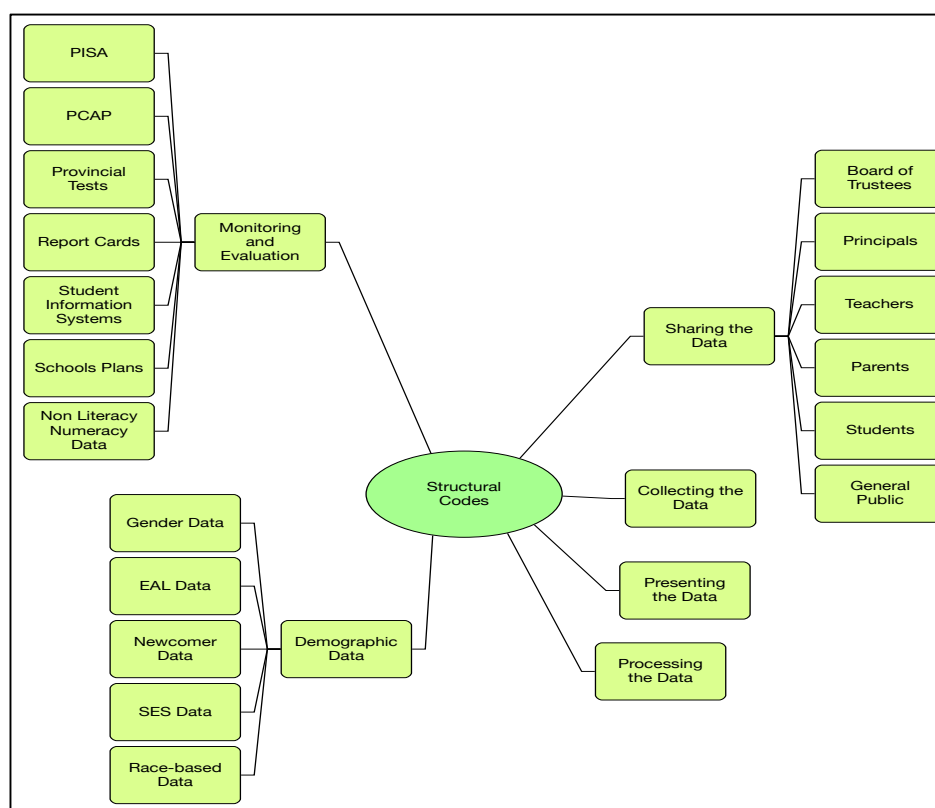 PISA
PCAP
Provincial
Tests
Report Cards
Student
Information
Systems
Schools Plans
Non Literacy
Numeracy
Data
Monitoring
and
Evaluation
Board of
Trustees
Principals
Teachers
Parents
Students
General
Public
Sharing the
Data
Structural
Codes
Collecting the
Data
Presenting
the Data
Processing
the Data
Gender Data
EAL Data
Newcomer
Data
SES Data
Race-based
Data
Demographic
Data